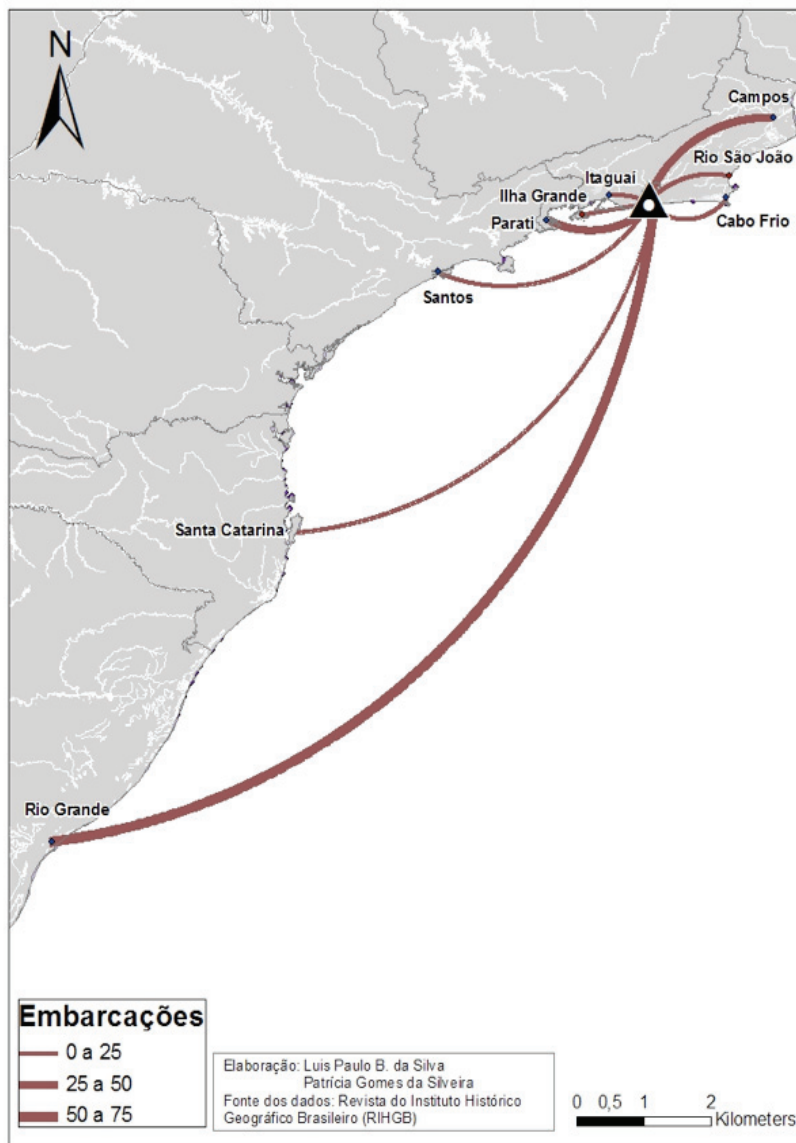 N
Campos
Rio São João
Itaguai
Ilha Grande
Parati
Cabo Frio
Santos
Santa Catarina
Rio Grande
Embarcações
0 a 25
25 a 50
50 a 75
Elaboração: Luis Paulo B. da Silva
Patrícia Gomes da Silveira
Fonte dos dados: Revista do Instituto Histórico
Geográfico Brasileiro (RIHGB)
0 0,5 1 2
Kilometers